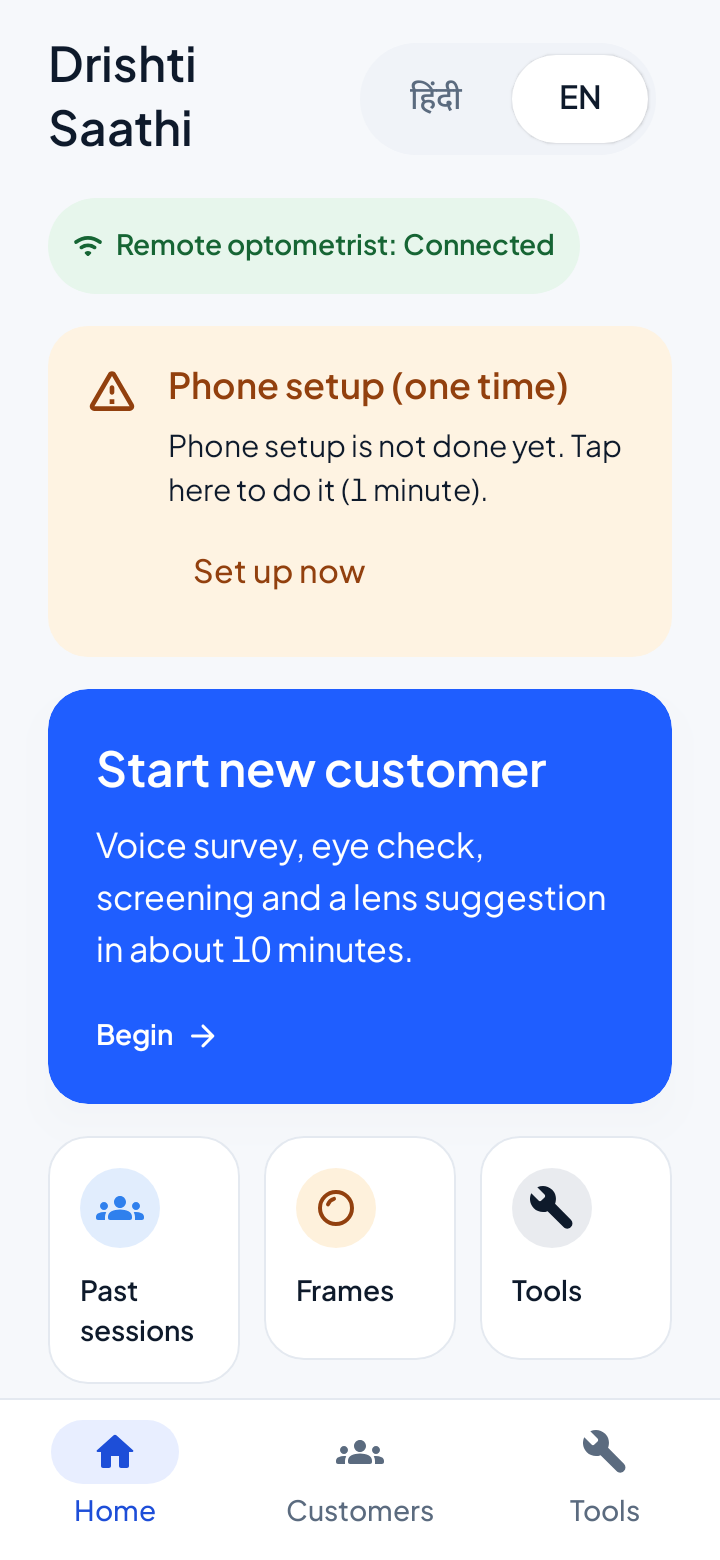 Drishti
Saathi
हिंदी
EN
Remote optometrist: Connected
Phone setup (one time)
Phone setup is not done yet. Tap
here to do it (1 minute).
Set up now
Start new customer
Voice survey, eye check,
screening and a lens suggestion
in about 10 minutes.
Begin →
Past
sessions
Frames
Tools
Home
Customers
Tools